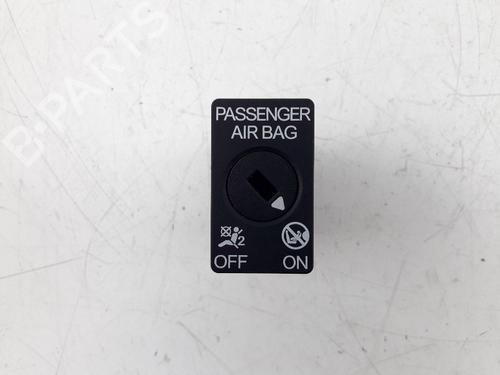 B-PARTS
PASSENGER
AIR BAG
2
OFF ON